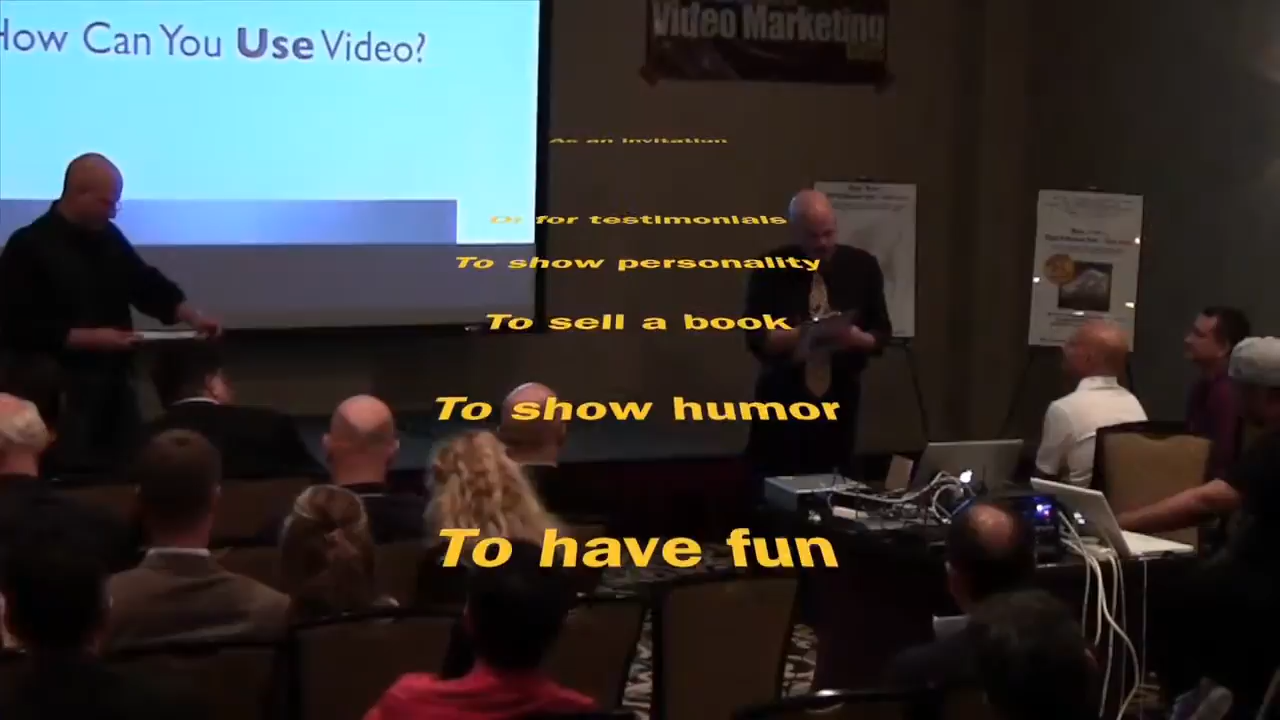 How Can You Use Video?
Video Marketing
As an invitation
Or for testimonials
To show personality
To sell a book
To show humor
To have fun